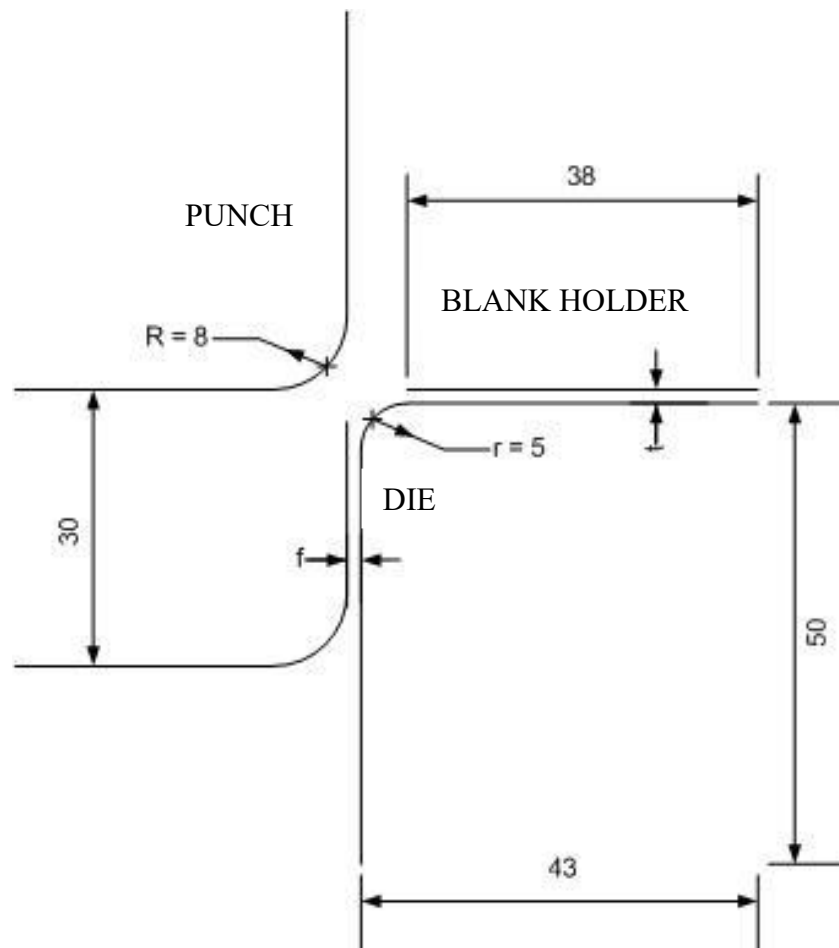 38
PUNCH
BLANK HOLDER
R = 8
t
r = 5
DIE
30
f
50
43